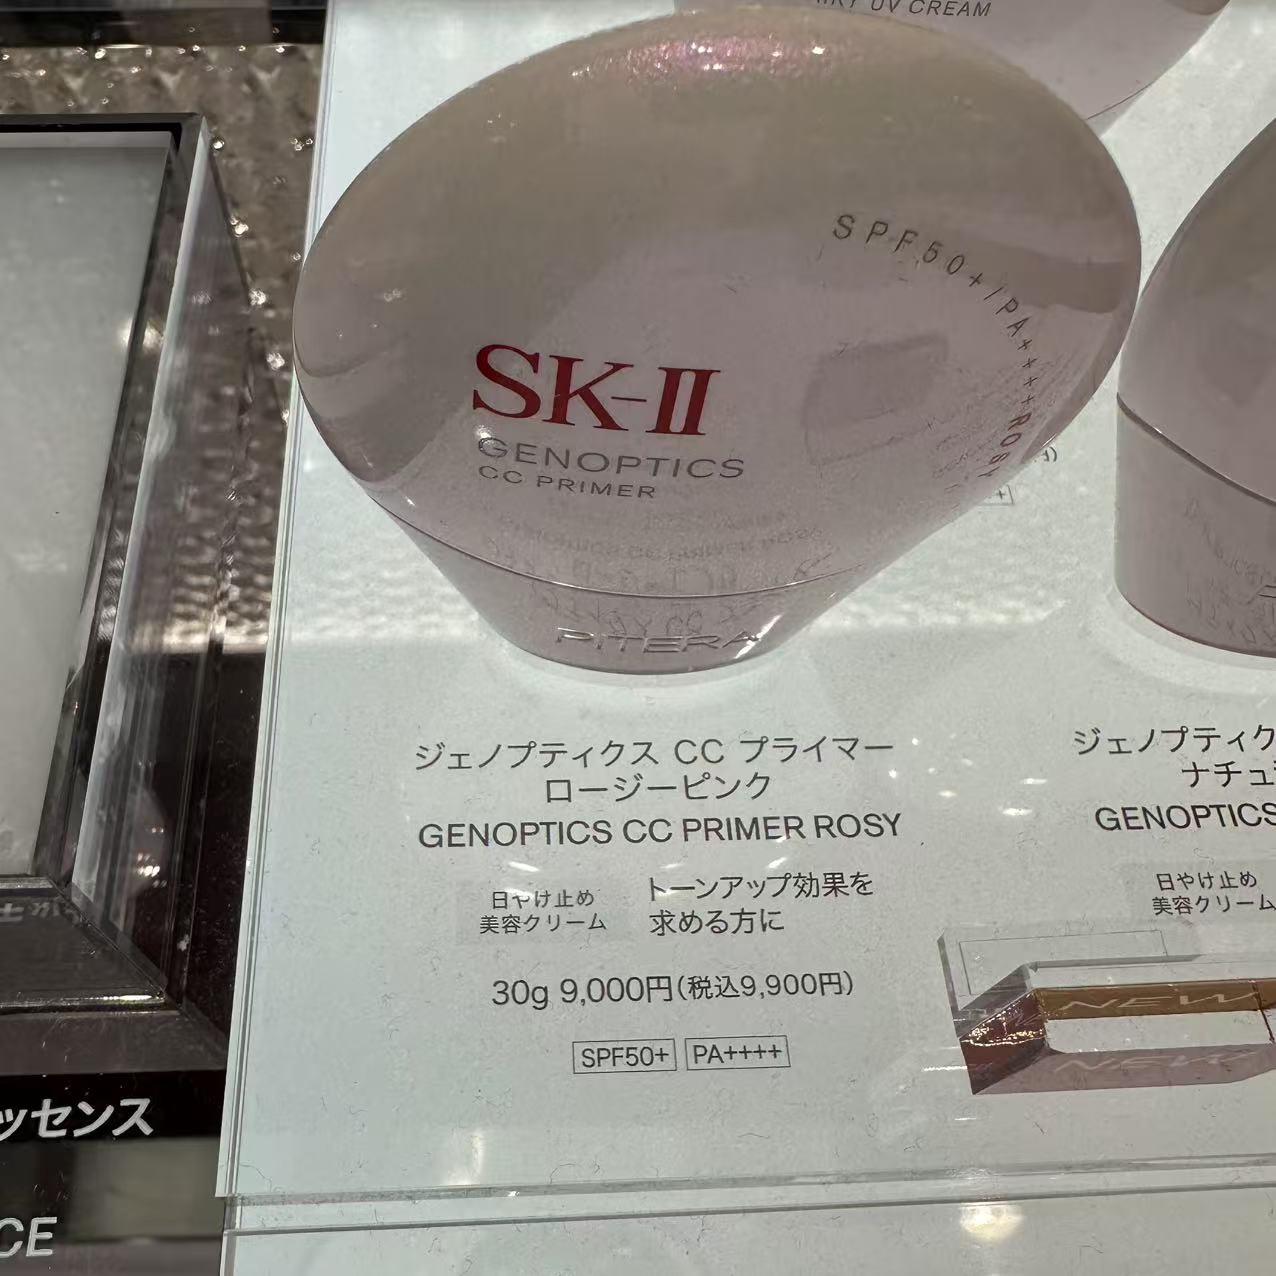 UV CREAM
SPF50+/PA++++ROSY
SK-II
GENOPTICS
CC PRIMER
PITERA
ジェノプティクス CC プライマー
ロージーピンク
GENOPTICS CC PRIMER ROSY
日やけ止め
美容クリーム
トーンアップ効果を
求める方に
30g 9,000円(税込9,900円)
SPF50+ PA++++
ジェノプティク
ナチュ
GENOPTICS
日やけ止め
美容クリーム
NEW
ッセンス
CE